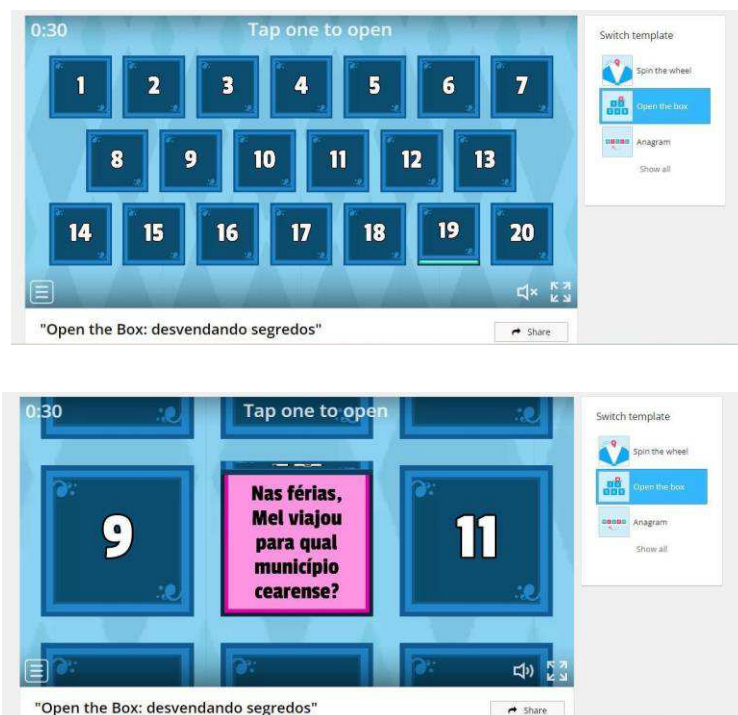 0:30
Tap one to open
1 2 3 4 5 6 7
8 9 10 11 12 13
14 15 16 17 18 19 20
"Open the Box: desvendando segredos"
Share
Switch template
Spin the wheel
Open the box
Anagram
Show all
0:30
Tap one to open
9
Nas férias,
Mel viajou
para qual
município
cearense?
11
"Open the Box: desvendando segredos"
Share
Switch template
Spin the wheel
Open the box
Anagram
Show all